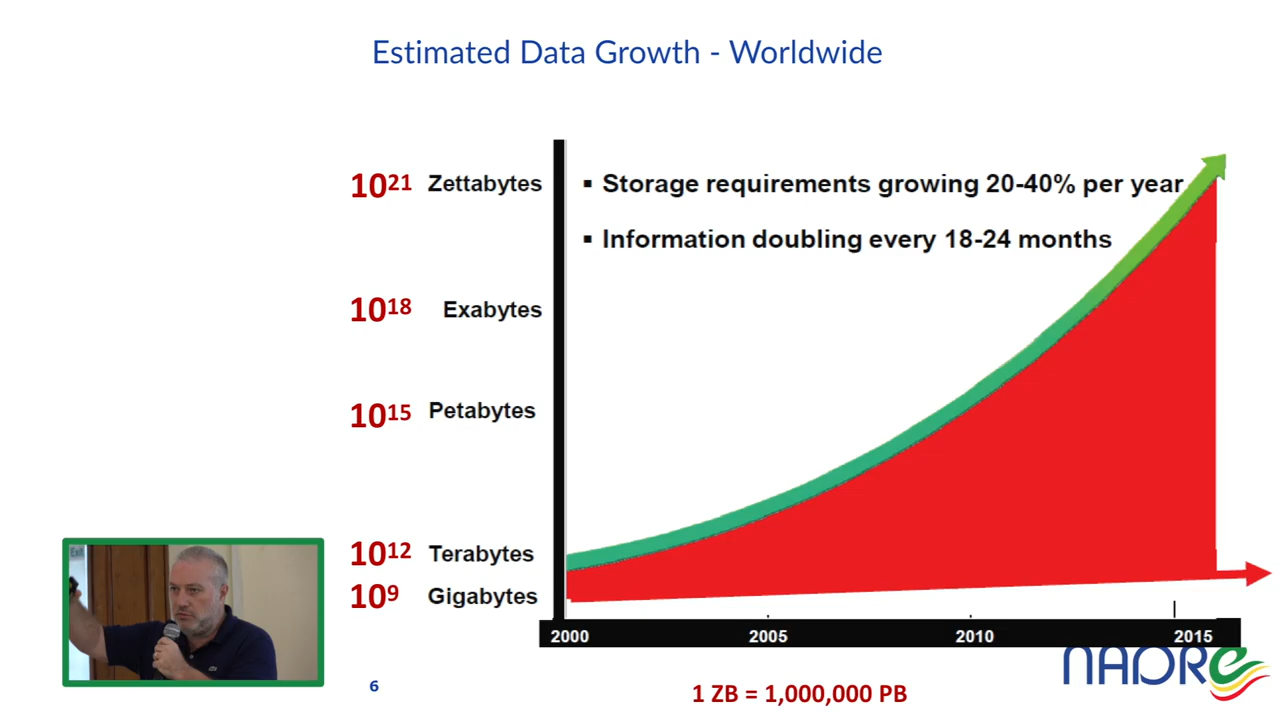 Estimated Data Growth - Worldwide
10²¹ Zettabytes
▪ Storage requirements growing 20-40% per year
▪ Information doubling every 18-24 months
10¹⁸ Exabytes
10¹⁵ Petabytes
10¹² Terabytes
10⁹ Gigabytes
2000 2005 2010 2015
Exit
NADRe
6
1 ZB = 1,000,000 PB